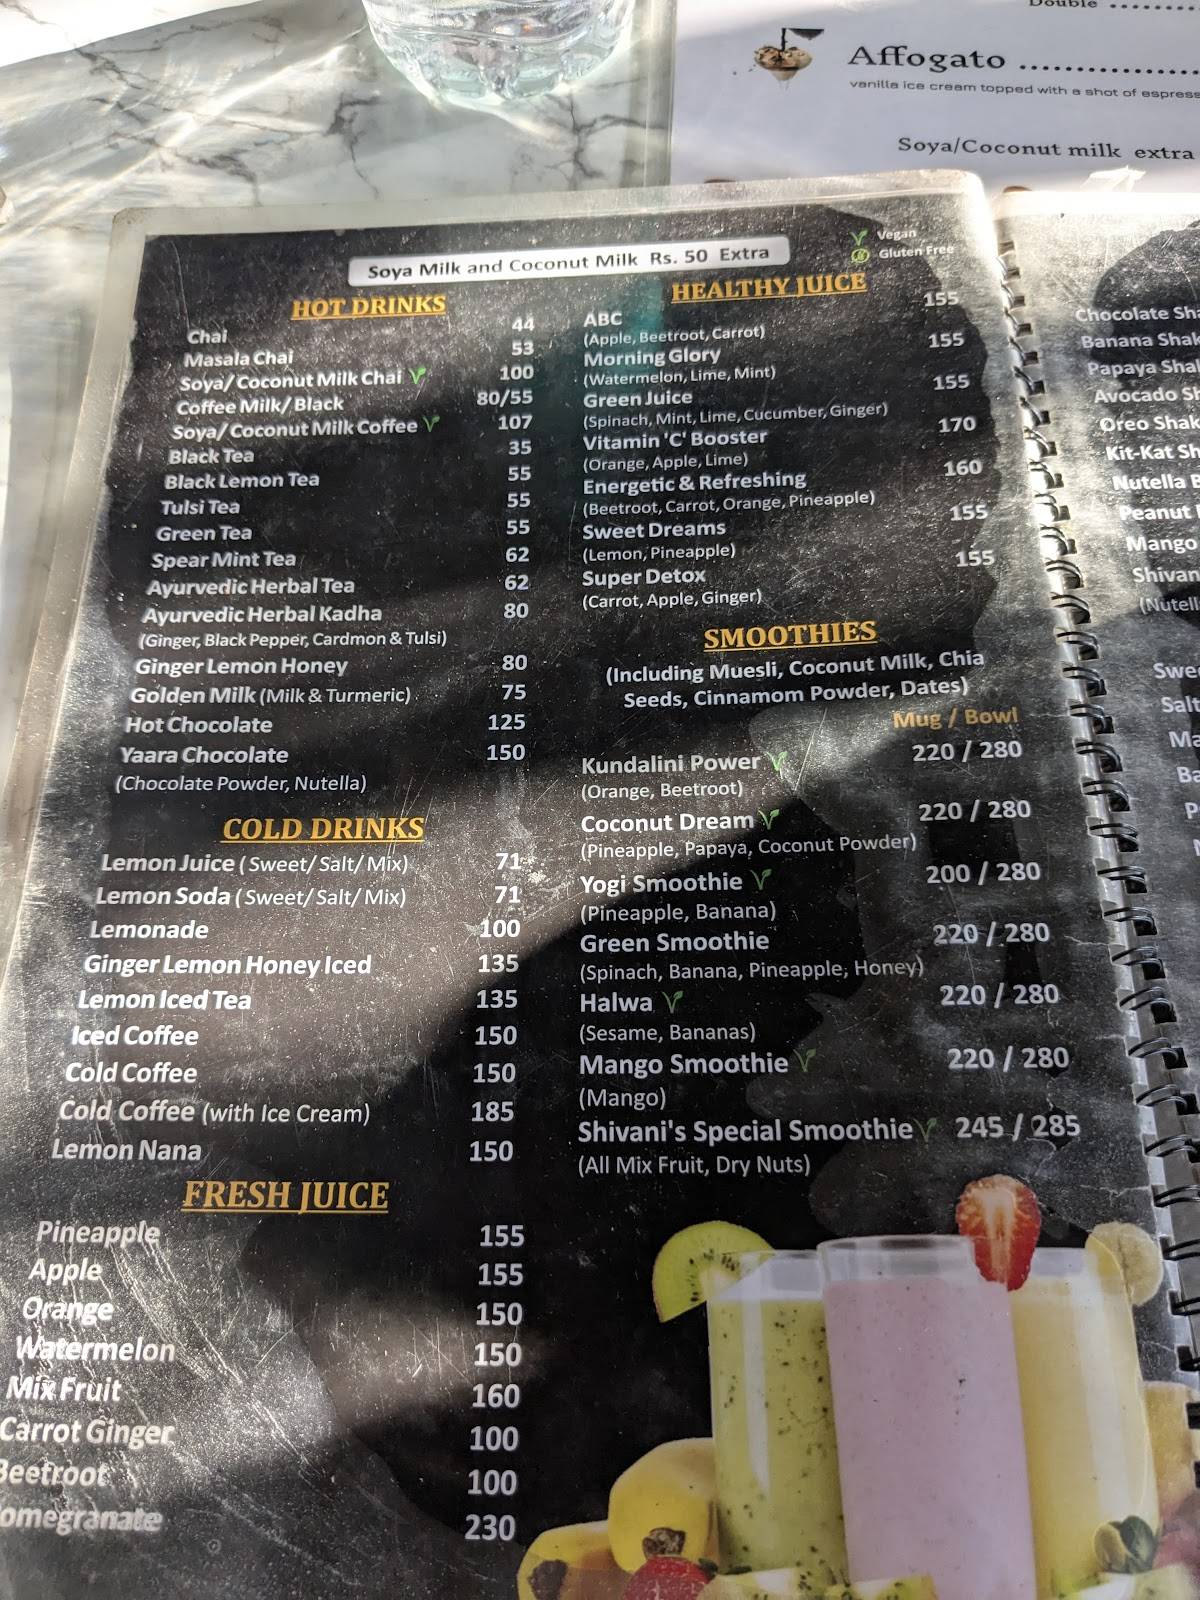 Double ..........
Affogato ....................
vanilla ice cream topped with a shot of espress
Soya/Coconut milk extra
Soya Milk and Coconut Milk Rs. 50 Extra
Vegan
Gluten Free
HOT DRINKS
Chai 44
Masala Chai 53
Soya/ Coconut Milk Chai 100
Coffee Milk/ Black 80/55
Soya/ Coconut Milk Coffee 107
Black Tea 35
Black Lemon Tea 55
Tulsi Tea 55
Green Tea 55
Spear Mint Tea 62
Ayurvedic Herbal Tea 62
Ayurvedic Herbal Kadha 80
(Ginger, Black Pepper, Cardmon & Tulsi)
Ginger Lemon Honey 80
Golden Milk (Milk & Turmeric) 75
Hot Chocolate 125
Yaara Chocolate 150
(Chocolate Powder, Nutella)
COLD DRINKS
Lemon Juice ( Sweet/ Salt/ Mix) 71
Lemon Soda ( Sweet/ Salt/ Mix) 71
Lemonade 100
Ginger Lemon Honey Iced 135
Lemon Iced Tea 135
Iced Coffee 150
Cold Coffee 150
Cold Coffee (with Ice Cream) 185
Lemon Nana 150
FRESH JUICE
Pineapple 155
Apple 155
Orange 150
Watermelon 150
Mix Fruit 160
Carrot Ginger 100
Beetroot 100
omegranate 230
HEALTHY JUICE
ABC 155
(Apple, Beetroot, Carrot)
Morning Glory 155
(Watermelon, Lime, Mint)
Green Juice 155
(Spinach, Mint, Lime, Cucumber, Ginger)
Vitamin 'C' Booster 170
(Orange, Apple, Lime)
Energetic & Refreshing 160
(Beetroot, Carrot, Orange, Pineapple)
Sweet Dreams 155
(Lemon, Pineapple)
Super Detox 155
(Carrot, Apple, Ginger)
SMOOTHIES
(Including Muesli, Coconut Milk, Chia
Seeds, Cinnamom Powder, Dates)
Mug / Bowl
Kundalini Power 220 / 280
(Orange, Beetroot)
Coconut Dream 220 / 280
(Pineapple, Papaya, Coconut Powder)
Yogi Smoothie 200 / 280
(Pineapple, Banana)
Green Smoothie 220 / 280
(Spinach, Banana, Pineapple, Honey)
Halwa 220 / 280
(Sesame, Bananas)
Mango Smoothie 220 / 280
(Mango)
Shivani's Special Smoothie 245 / 285
(All Mix Fruit, Dry Nuts)
Chocolate Sha
Banana Shak
Papaya Shal
Avocado Sh
Oreo Shak
Kit-Kat Sh
Nutella B
Peanut
Mango
Shivan
(Nutell
Swe
Salt
Ma
Ba